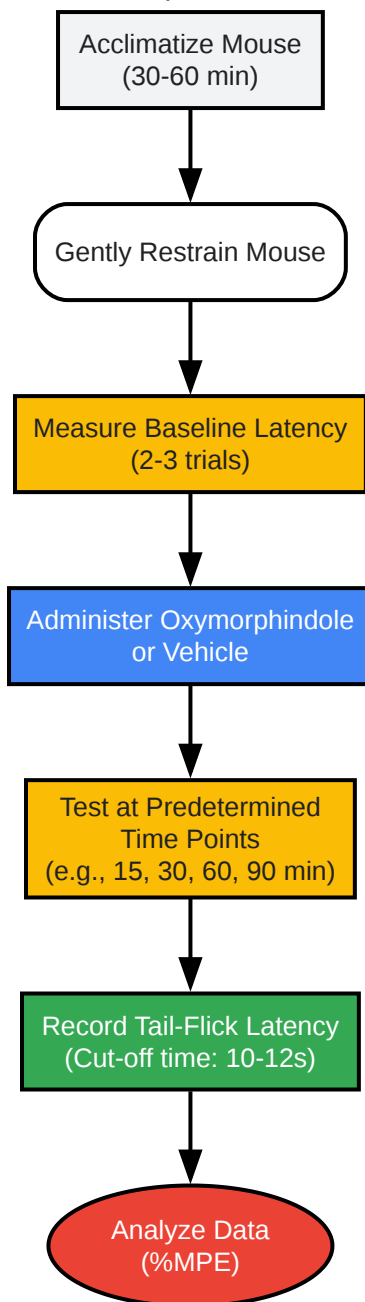 Acclimatize Mouse
(30-60 min)
Gently Restrain Mouse
Measure Baseline Latency
(2-3 trials)
Administer Oxymorphindole
or Vehicle
Test at Predetermined
Time Points
(e.g., 15, 30, 60, 90 min)
Record Tail-Flick Latency
(Cut-off time: 10-12s)
Analyze Data
(%MPE)